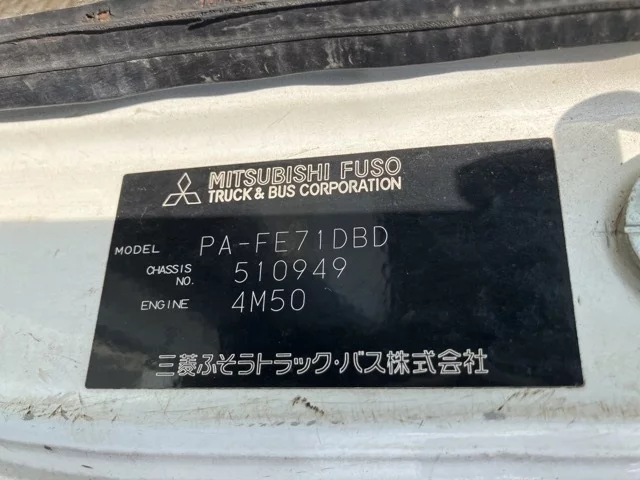 MITSUBISHI FUSO
TRUCK & BUS CORPORATION
MODEL PA-FE71DBD
CHASSIS NO. 510949
ENGINE 4M50
三菱ふそうトラック・バス株式会社